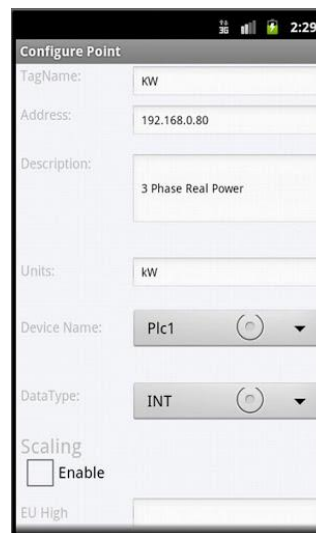 3G 2:29
Configure Point
TagName: KW
Address: 192.168.0.80
Description: 3 Phase Real Power
Units: kW
Device Name: Plc1
DataType: INT
Scaling
Enable
EU High